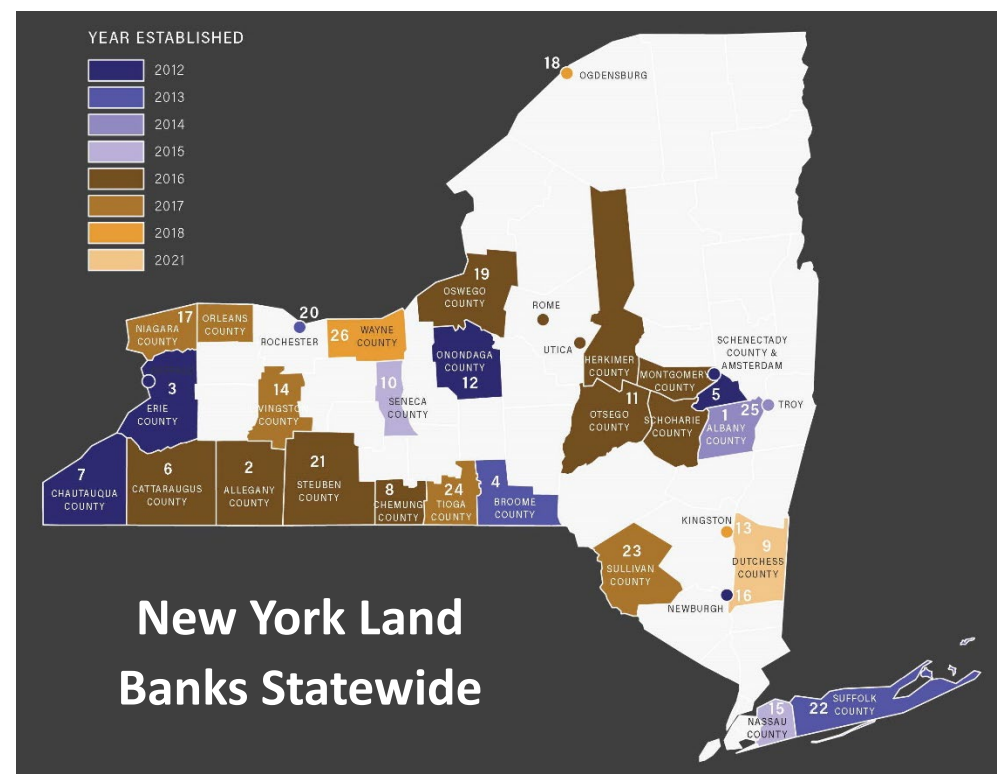 YEAR ESTABLISHED
2012
2013
2014
2015
2016
2017
2018
2021
18
OGDENSBURG
19
OSWEGO
COUNTY
17
NIAGARA
COUNTY
ORLEANS
COUNTY
20
ROCHESTER
26
WAYNE
COUNTY
ROME
UTICA
ONONDAGA
COUNTY
12
HERKIMER
COUNTY
MONTGOMERY
COUNTY
SCHENECTADY
COUNTY &
AMSTERDAM
5
3
ERIE
COUNTY
14
VINGSTO
COUNTY
10
SENECA
COUNTY
11
OTSEGO
COUNTY
SCHOHARIE
COUNTY
1
ALBANY
COUNTY
25
TROY
7
CHAUTAUQUA
COUNTY
6
CATTARAUGUS
COUNTY
2
ALLEGANY
COUNTY
21
STEUBEN
COUNTY
8
CHEMUNG
COUNTY
24
TIOGA
COUNTY
4
BROOME
COUNTY
KINGSTON
13
9
DUTCHESS
COUNTY
23
SULLIVAN
COUNTY
NEWBURGH
16
New York Land
Banks Statewide
15
NASSAU
COUNTY
22
SUFFOLK
COUNTY